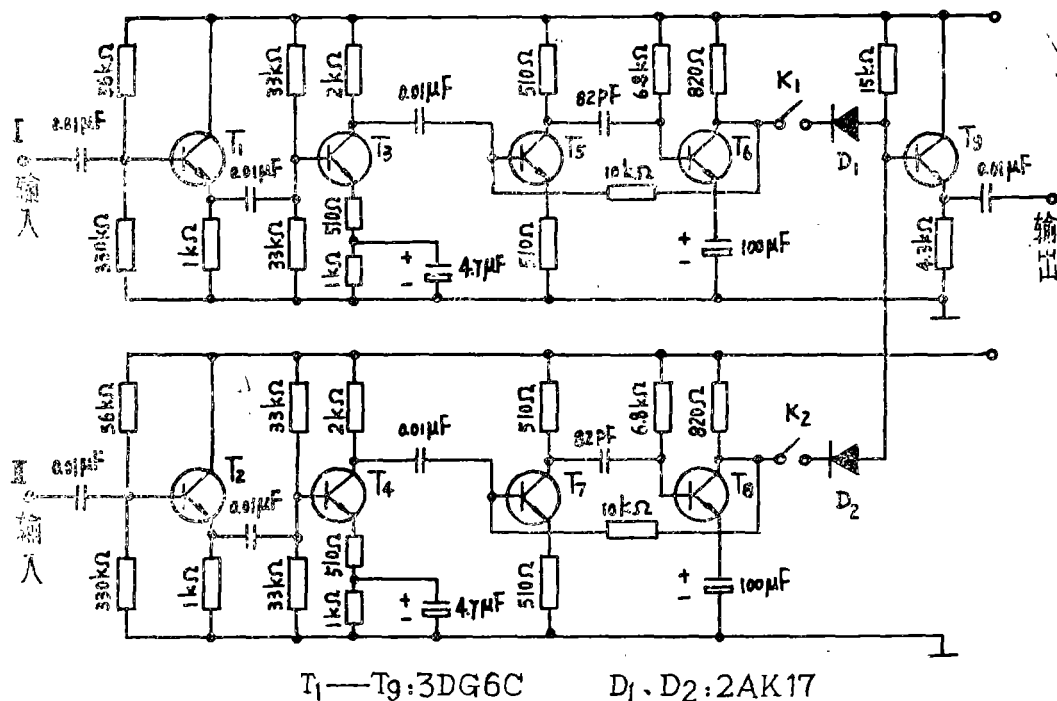 33kΩ
2kΩ
510Ω
6.8kΩ
820Ω
15kΩ
K₁
0.01μF
82PF
I
0.01μF
T₁
T₃
T₅
T₆
D₁
T₉
0.01μF
0.01μF
10kΩ
输入
输出
330kΩ
1kΩ
33kΩ
510Ω
1kΩ
+
-
4.7μF
510Ω
+
-
100μF
4.3kΩ
36kΩ
33kΩ
2kΩ
510Ω
6.8kΩ
820Ω
K₂
0.01μF
82PF
II
0.01μF
T₂
T₄
T₇
T₈
D₂
0.01μF
10kΩ
输入
330kΩ
1kΩ
33kΩ
510Ω
1kΩ
+
-
4.7μF
510Ω
+
-
100μF
T₁—T₉:3DG6C D₁、D₂:2AK17